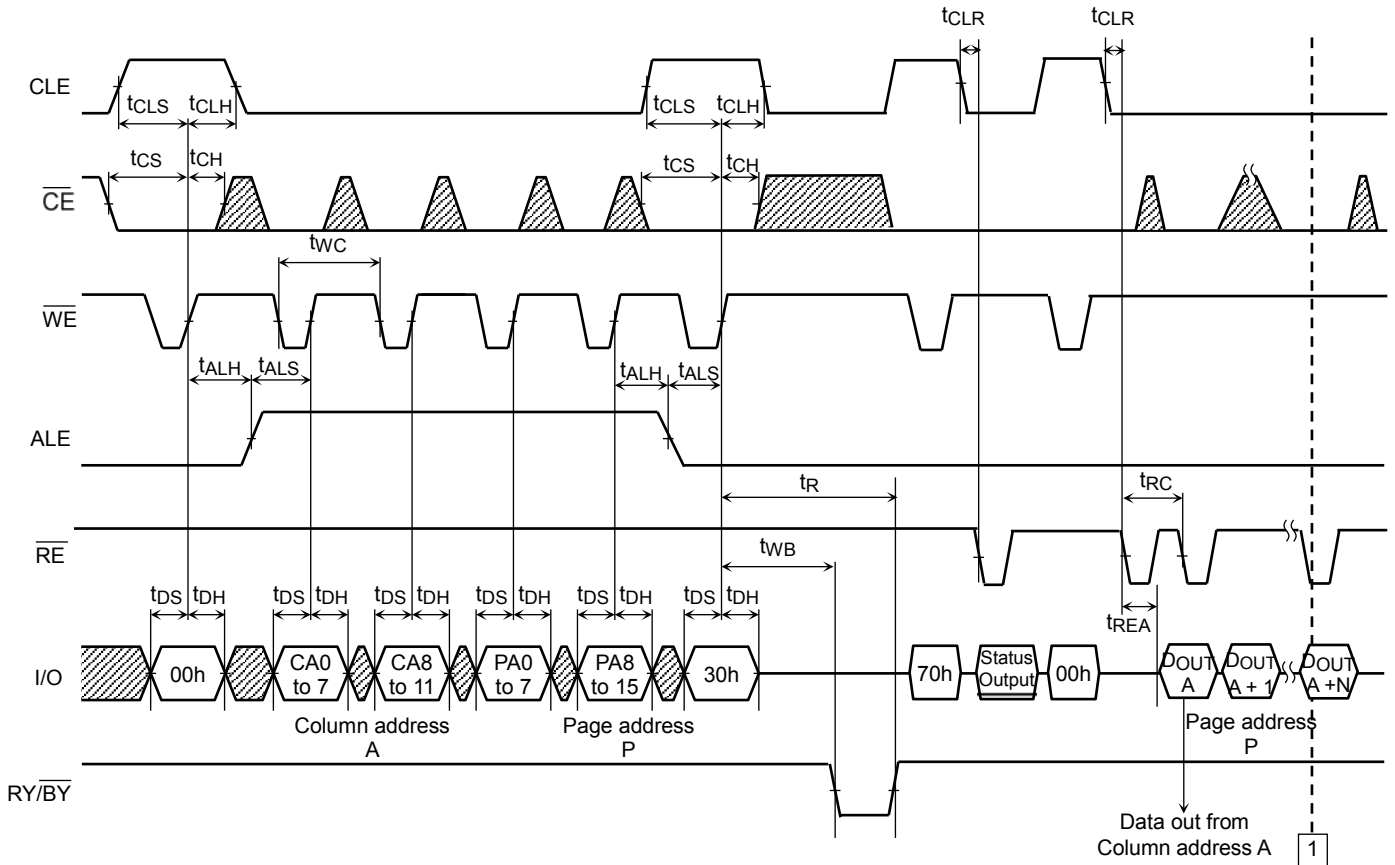 tCLR
tCLR
CLE
tCLS
tCLH
tCLS
tCLH
tCS
tCH
tCS
tCH
CE
tWC
WE
tALH
tALS
tALH
tALS
ALE
tR
tRC
RE
tWB
tDS
tDH
tDS
tDH
tDS
tDH
tDS
tDH
tDS
tDH
tDS
tDH
tREA
I/O
00h
CA0
to 7
CA8
to 11
PA0
to 7
PA8
to 15
30h
70h
Status
Output
00h
DOUT
A
DOUT
A + 1
DOUT
A +N
Column address
A
Page address
P
Page address
P
RY/BY
Data out from
Column address A
1